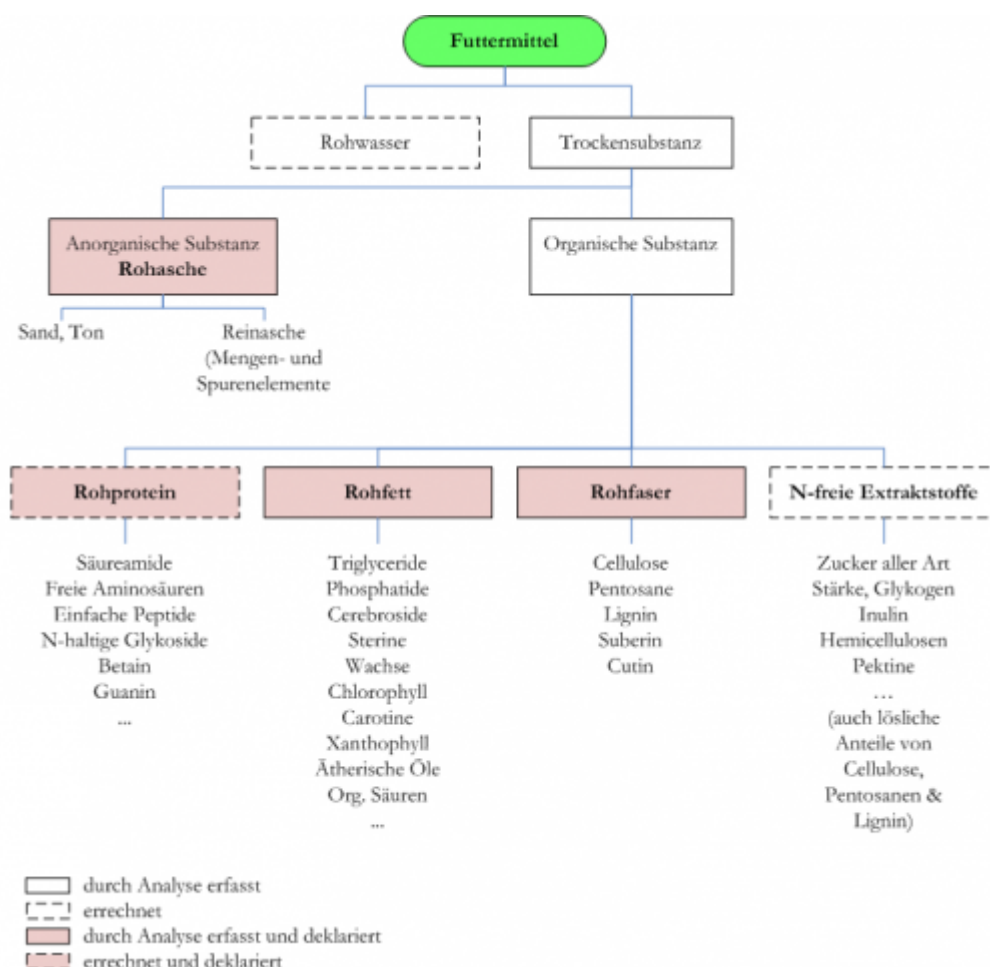 Futtermittel
Rohwasser
Trockensubstanz
Anorganische Substanz
Rohasche
Organische Substanz
Sand, Ton
Reinasche
(Mengen- und
Spurenelemente
Rohprotein
Rohfett
Rohfaser
N-freie Extraktstoffe
Säureamide
Freie Aminosäuren
Einfache Peptide
N-haltige Glykoside
Betain
Guanin
...
Triglyceride
Phosphatide
Cerebroside
Sterine
Wachse
Chlorophyll
Carotine
Xanthophyll
Ätherische Öle
Org. Säuren
...
Cellulose
Pentosane
Lignin
Suberin
Cutin
Zucker aller Art
Stärke, Glykogen
Inulin
Hemicellulosen
Pektine
…
(auch lösliche
Anteile von
Cellulose,
Pentosanen &
Lignin)
durch Analyse erfasst
errechnet
durch Analyse erfasst und deklariert
errechnet und deklariert